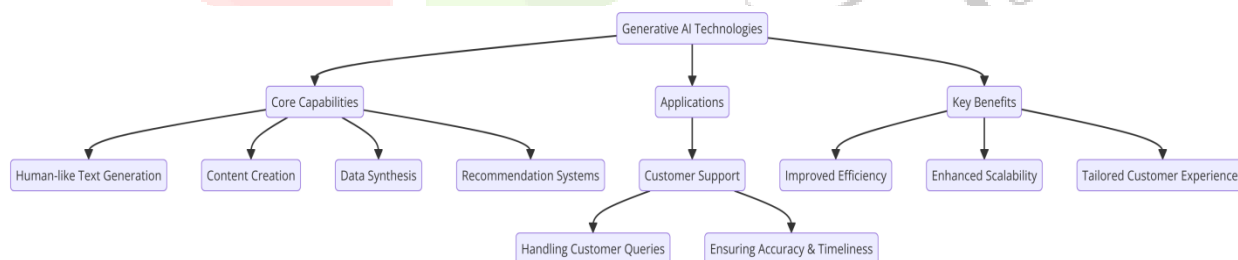 Generative AI Technologies
Core Capabilities
Applications
Key Benefits
Human-like Text Generation
Content Creation
Data Synthesis
Recommendation Systems
Customer Support
Improved Efficiency
Enhanced Scalability
Tailored Customer Experience
Handling Customer Queries
Ensuring Accuracy & Timeliness